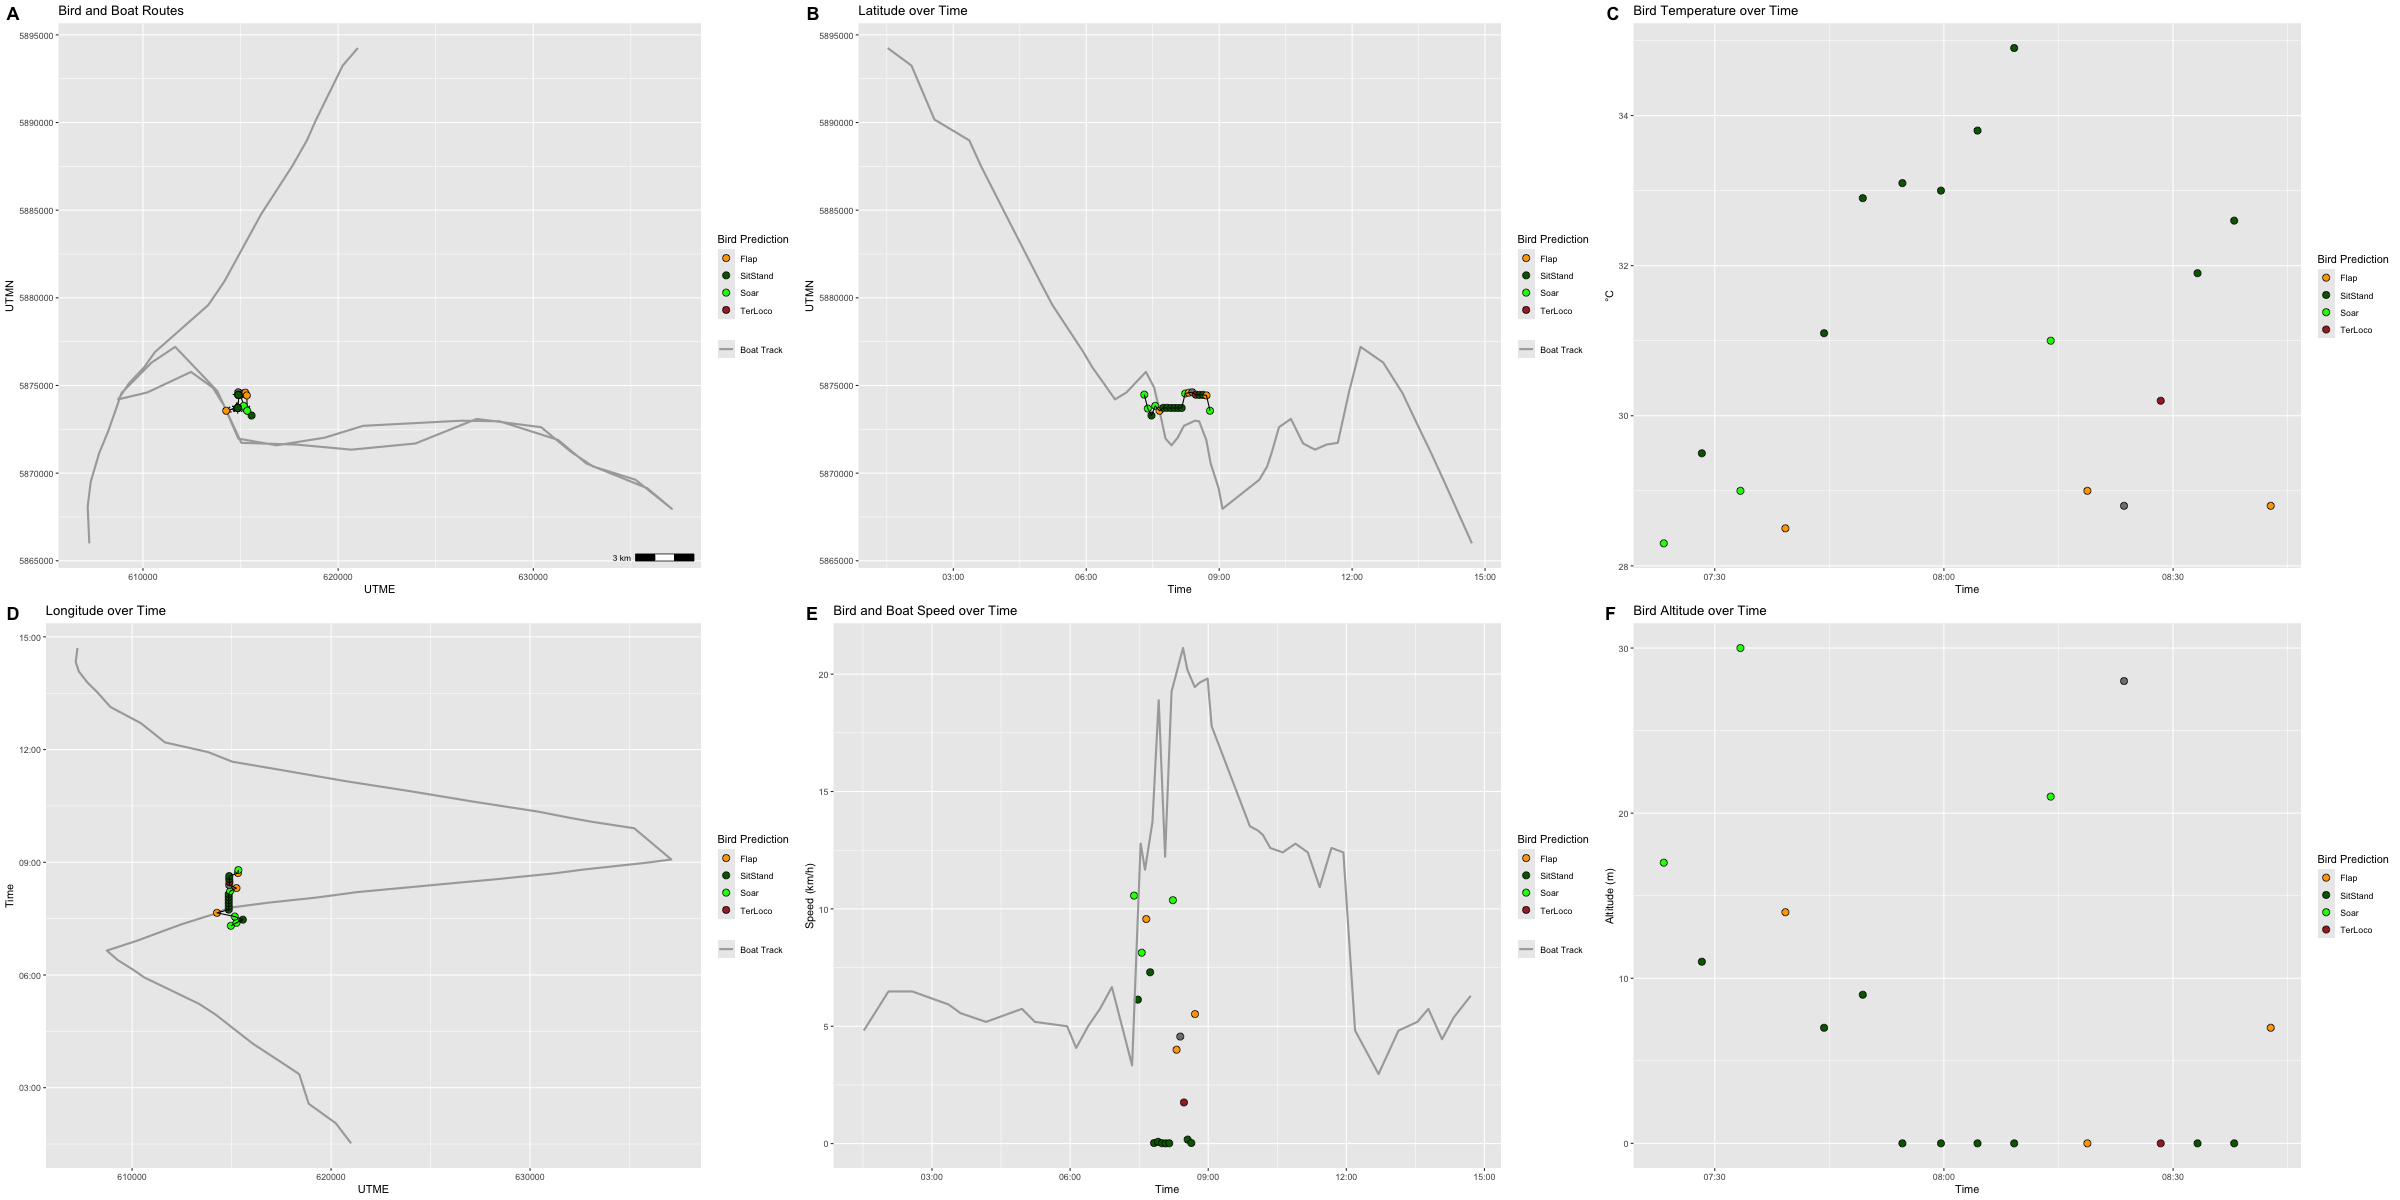 A Bird and Boat Routes
5895000
5890000
5885000
5880000
5875000
5870000
5865000
UTMN
610000 620000 630000
UTME
3 km
Bird Prediction
Flap
SitStand
Soar
TerLoco
Boat Track
B Latitude over Time
5895000
5890000
5885000
5880000
5875000
5870000
5865000
UTMN
03:00 06:00 09:00 12:00 15:00
Time
Bird Prediction
Flap
SitStand
Soar
TerLoco
Boat Track
C Bird Temperature over Time
34
32
30
28
°C
07:30 08:00 08:30
Time
Bird Prediction
Flap
SitStand
Soar
TerLoco
D Longitude over Time
15:00
12:00
09:00
06:00
03:00
Time
610000 620000 630000
UTME
Bird Prediction
Flap
SitStand
Soar
TerLoco
Boat Track
E Bird and Boat Speed over Time
20
15
10
5
0
Speed (km/h)
03:00 06:00 09:00 12:00 15:00
Time
Bird Prediction
Flap
SitStand
Soar
TerLoco
Boat Track
F Bird Altitude over Time
30
20
10
0
Altitude (m)
07:30 08:00 08:30
Time
Bird Prediction
Flap
SitStand
Soar
TerLoco